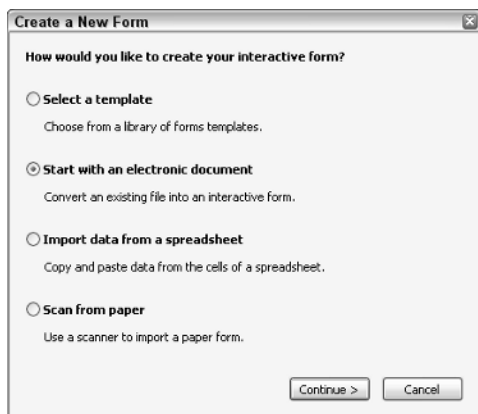 Create a New Form
How would you like to create your interactive form?
Select a template
Choose from a library of forms templates.
Start with an electronic document
Convert an existing file into an interactive form.
Import data from a spreadsheet
Copy and paste data from the cells of a spreadsheet.
Scan from paper
Use a scanner to import a paper form.
Continue > Cancel